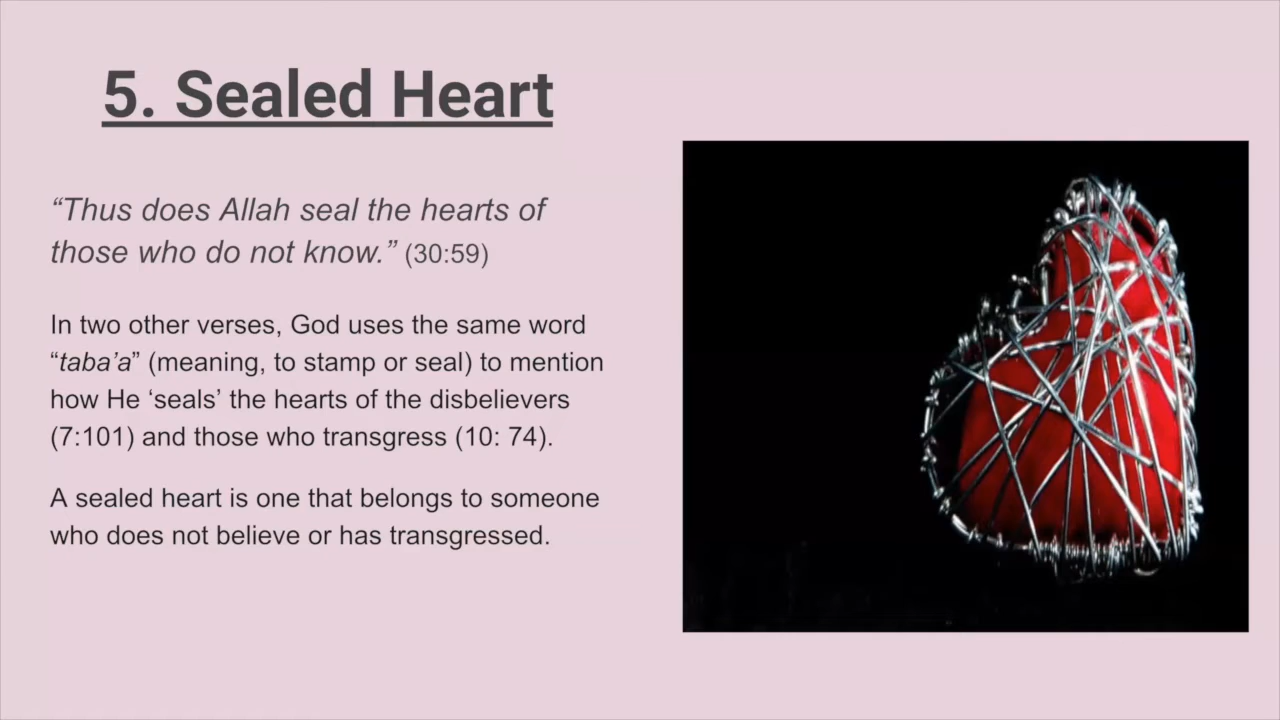 5. Sealed Heart
“Thus does Allah seal the hearts of
those who do not know.” (30:59)
In two other verses, God uses the same word
“taba’a” (meaning, to stamp or seal) to mention
how He ‘seals’ the hearts of the disbelievers
(7:101) and those who transgress (10: 74).
A sealed heart is one that belongs to someone
who does not believe or has transgressed.